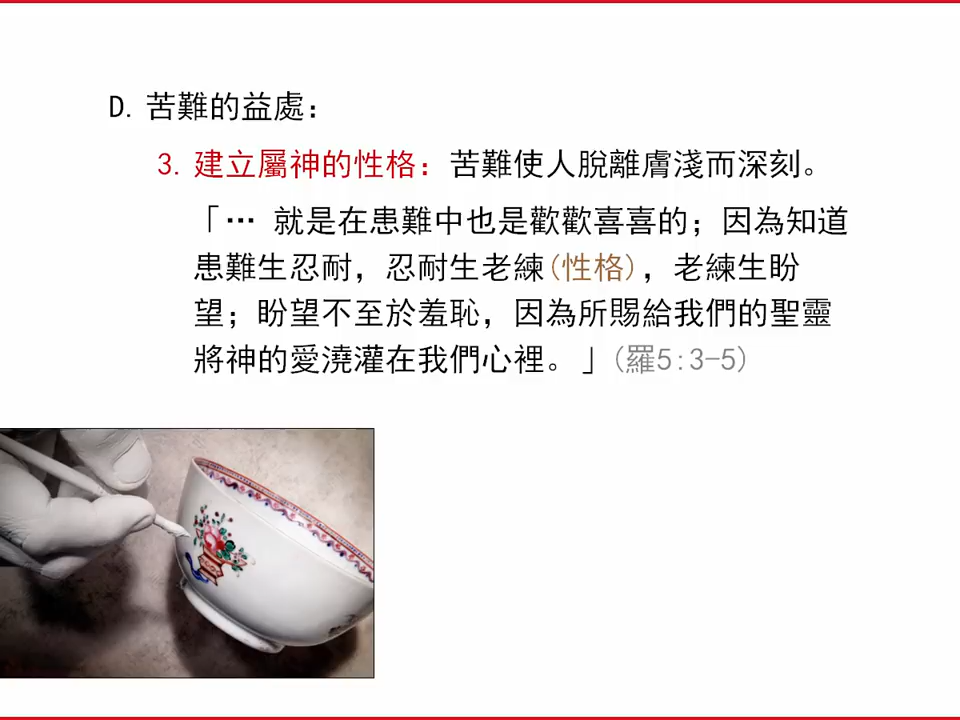 D. 苦難的益處：
3. 建立屬神的性格：苦難使人脫離膚淺而深刻。
「… 就是在患難中也是歡歡喜喜的；因為知道
患難生忍耐，忍耐生老練(性格)，老練生盼
望；盼望不至於羞恥，因為所賜給我們的聖靈
將神的愛澆灌在我們心裡。」(羅5:3-5)